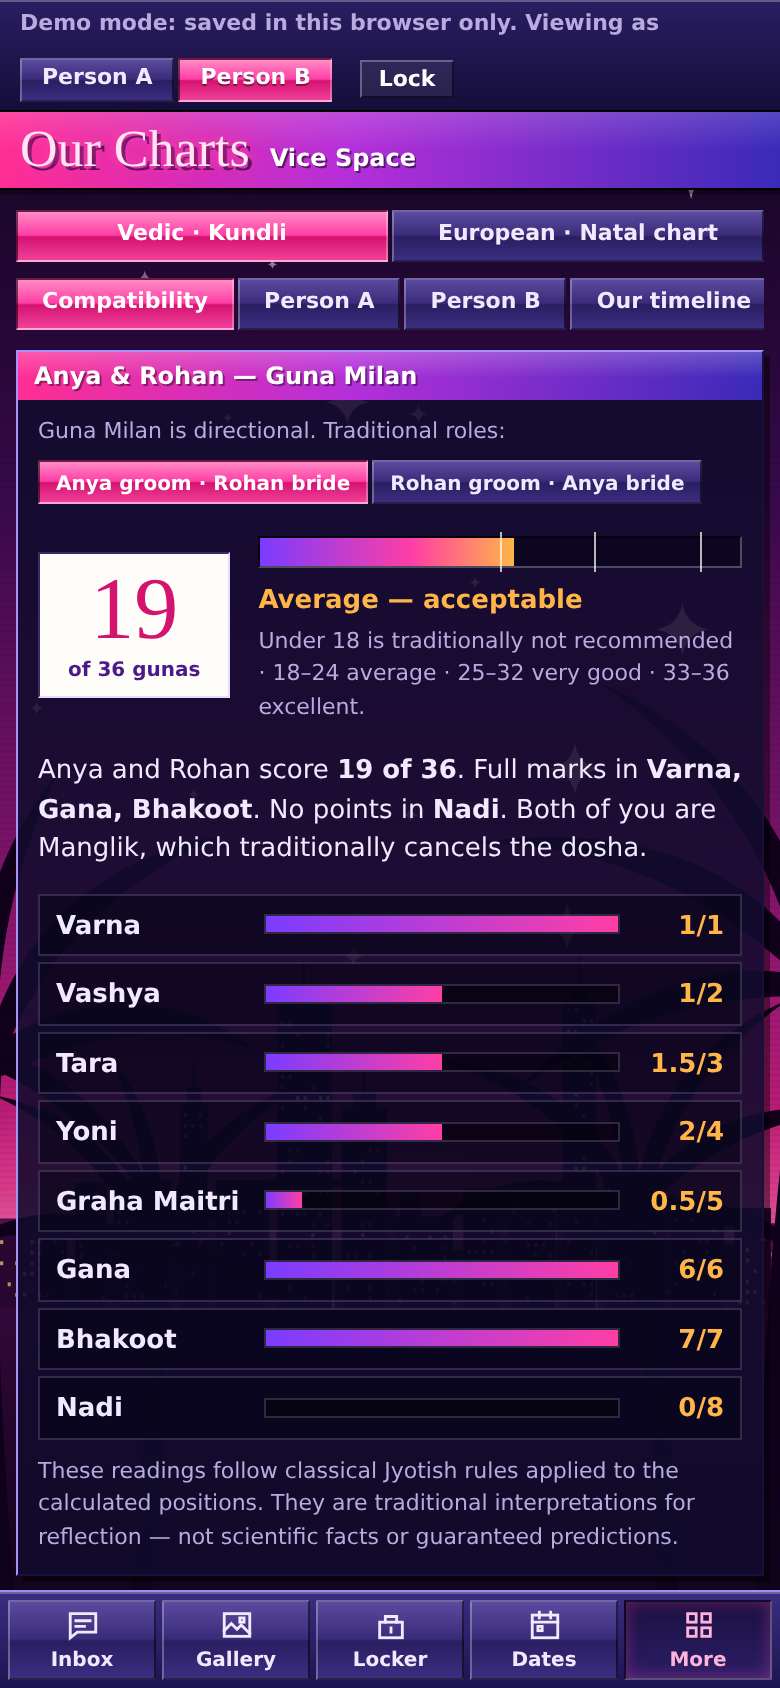 Demo mode: saved in this browser only. Viewing as
Person A Person B Lock
Our Charts Vice Space
Vedic · Kundli European · Natal chart
Compatibility Person A Person B Our timeline
Anya & Rohan — Guna Milan
Guna Milan is directional. Traditional roles:
Anya groom · Rohan bride Rohan groom · Anya bride
19
of 36 gunas
Average — acceptable
Under 18 is traditionally not recommended
· 18–24 average · 25–32 very good · 33–36
excellent.
Anya and Rohan score 19 of 36. Full marks in Varna,
Gana, Bhakoot. No points in Nadi. Both of you are
Manglik, which traditionally cancels the dosha.
Varna 1/1
Vashya 1/2
Tara 1.5/3
Yoni 2/4
Graha Maitri 0.5/5
Gana 6/6
Bhakoot 7/7
Nadi 0/8
These readings follow classical Jyotish rules applied to the
calculated positions. They are traditional interpretations for
reflection — not scientific facts or guaranteed predictions.
Inbox Gallery Locker Dates More